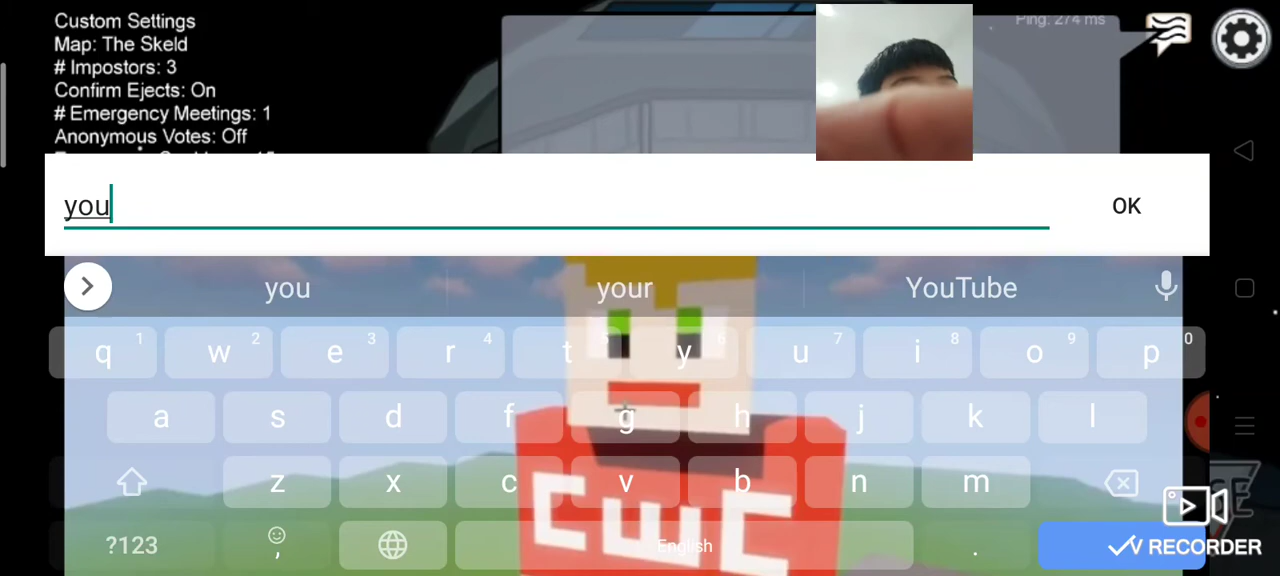 Custom Settings
Map: The Skeld
# Impostors: 3
Confirm Ejects: On
# Emergency Meetings: 1
Anonymous Votes: Off
Ping: 274 ms
you
OK
you your YouTube
q 1 w 2 e 3 r 4 t 5 y 6 u 7 i 8 o 9 p 0
a s d f g h j k l
z x c v b n m
?123 , English .
CWC
V RECORDER